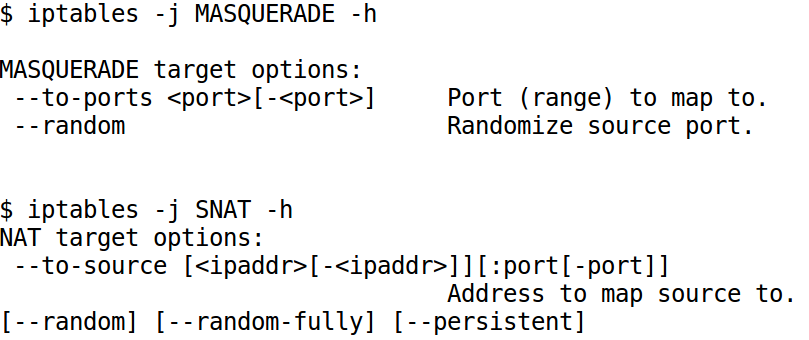 $ iptables -j MASQUERADE -h
MASQUERADE target options:
 --to-ports <port>[-<port>]     Port (range) to map to.
 --random                       Randomize source port.
$ iptables -j SNAT -h
NAT target options:
 --to-source [<ipaddr>[-<ipaddr>]][:port[-port]]
                                Address to map source to.
[--random] [--random-fully] [--persistent]